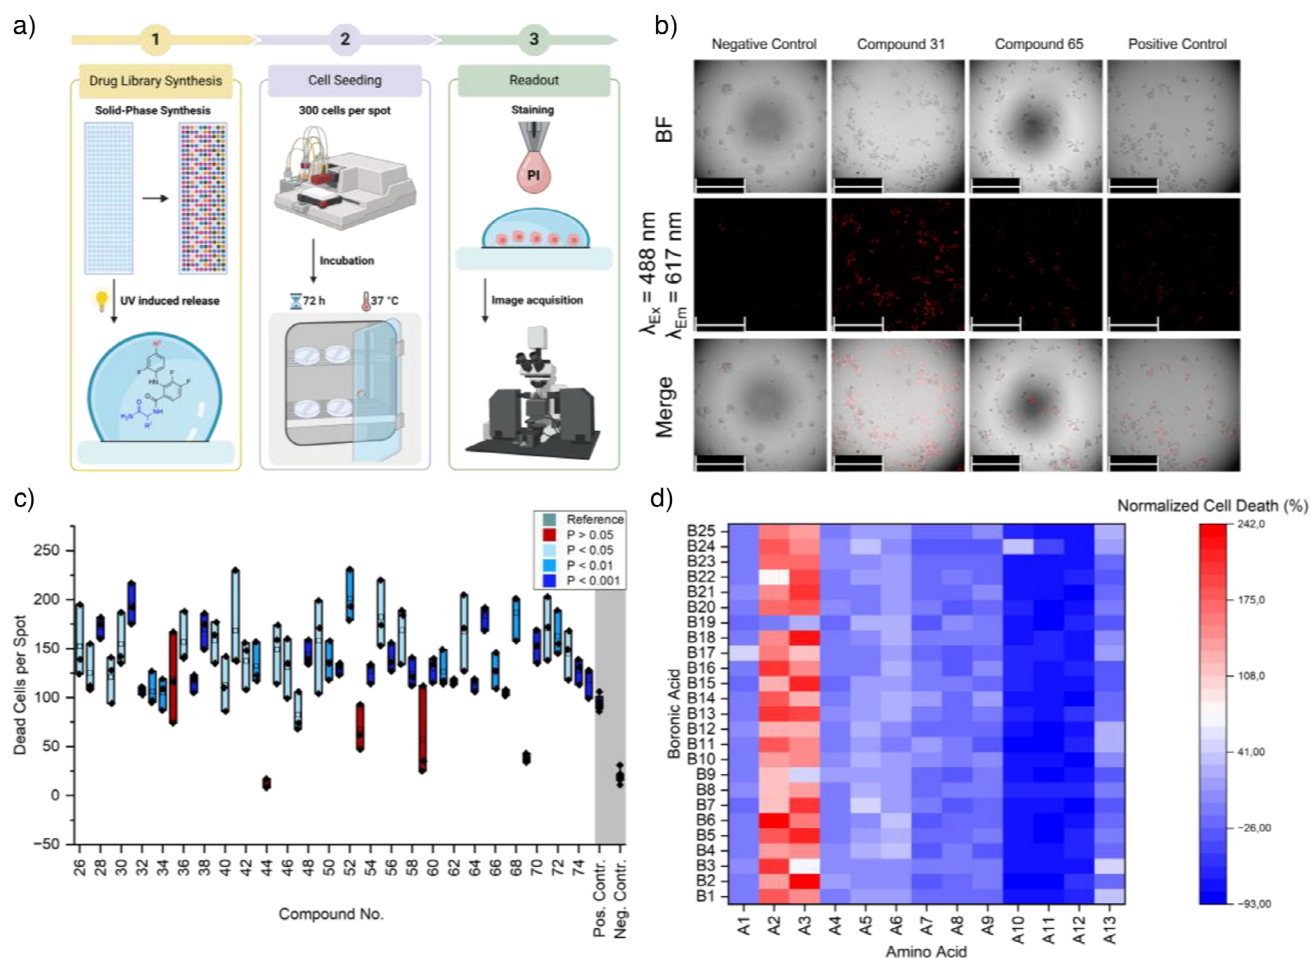 a)
1
2
3
Drug Library Synthesis
Cell Seeding
Readout
Solid-Phase Synthesis
300 cells per spot
Staining
PI
UV induced release
Incubation
72 h
37 °C
Image acquisition
R²
F
F
F
HN
O
O
NH
H₂N
R¹
b)
Negative Control
Compound 31
Compound 65
Positive Control
BF
λEx = 488 nm
λEm = 617 nm
Merge
c)
Reference
P > 0.05
P < 0.05
P < 0.01
P < 0.001
Dead Cells per Spot
250
200
150
100
50
0
−50
26 28 30 32 34 36 38 40 42 44 46 48 50 52 54 56 58 60 62 64 66 68 70 72 74 Pos. Contr. Neg. Contr.
Compound No.
d)
Normalized Cell Death (%)
Boronic Acid
B25
B24
B23
B22
B21
B20
B19
B18
B17
B16
B15
B14
B13
B12
B11
B10
B9
B8
B7
B6
B5
B4
B3
B2
B1
A1 A2 A3 A4 A5 A6 A7 A8 A9 A10 A11 A12 A13
Amino Acid
242,0
175,0
108,0
41,00
-26,00
-93,00